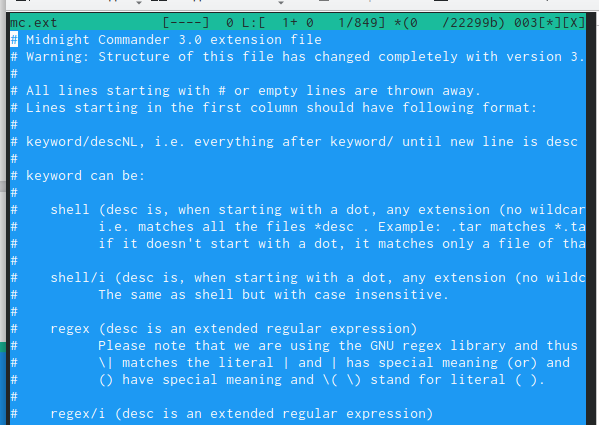 mc.ext [----] 0 L:[ 1+ 0 1/849] *(0 /22299b) 003[*][X]
# Midnight Commander 3.0 extension file
# Warning: Structure of this file has changed completely with version 3.
#
# All lines starting with # or empty lines are thrown away.
# Lines starting in the first column should have following format:
#
# keyword/descNL, i.e. everything after keyword/ until new line is desc
#
# keyword can be:
#
# shell (desc is, when starting with a dot, any extension (no wildcar
# i.e. matches all the files *desc . Example: .tar matches *.ta
# if it doesn't start with a dot, it matches only a file of tha
#
# shell/i (desc is, when starting with a dot, any extension (no wildc
# The same as shell but with case insensitive.
#
# regex (desc is an extended regular expression)
# Please note that we are using the GNU regex library and thus
# \| matches the literal | and | has special meaning (or) and
# () have special meaning and \( \) stand for literal ( ).
#
# regex/i (desc is an extended regular expression)